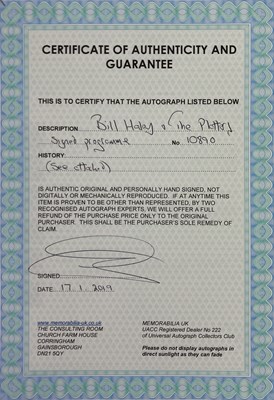 CERTIFICATE OF AUTHENTICITY AND
GUARANTEE
THIS IS TO CERTIFY THAT THE AUTOGRAPH LISTED BELOW
DESCRIPTION Bill Haley & The Platters
Signed programme No. 10890
HISTORY
(See attached)
IS AUTHENTIC ORIGINAL AND PERSONALLY HAND SIGNED, NOT
DIGITALLY OR MECHANICALLY REPRODUCED. IF AT ANYTIME THIS
ITEM IS PROVEN TO BE OTHER THAN REPRESENTED, BY TWO
RECOGNISED AUTOGRAPH EXPERTS, WE WILL OFFER A FULL
REFUND OF THE PURCHASE PRICE ONLY TO THE ORIGINAL
PURCHASER. THIS SHALL BE THE PURCHASER'S SOLE REMEDY OF
CLAIM.
SIGNED
DATE: 17.1.2019
www.memorabilia-uk.co.uk
THE CONSULTING ROOM
CHURCH FARM HOUSE
CORRINGHAM
GAINSBOROUGH
DN21 5QY
MEMORABILIA UK
UACC Registered Dealer No 222
of Universal Autograph Collectors Club
Please do not display autographs in
direct sunlight as they can fade